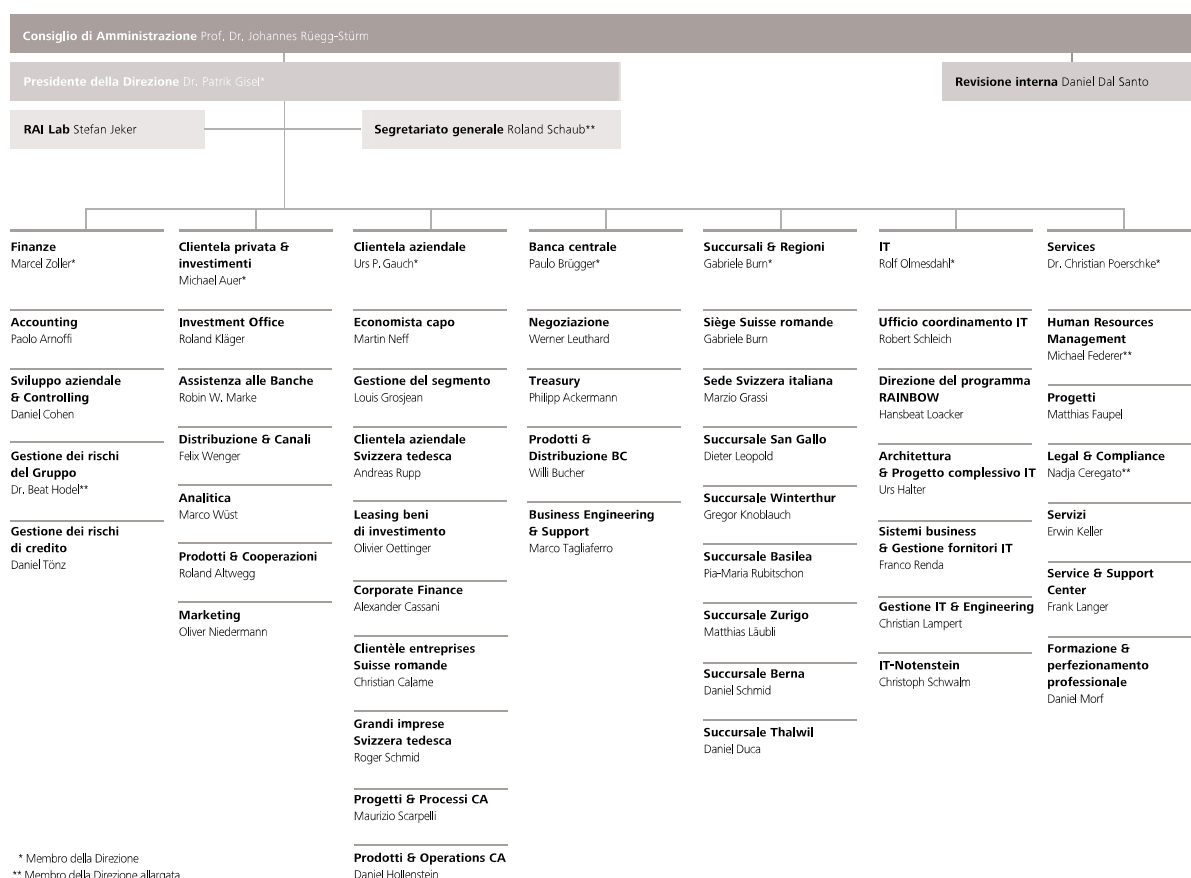 Consiglio di Amministrazione Prof. Dr. Johannes Rüegg-Stürm
Presidente della Direzione Dr. Patrik Gisel*
Revisione interna Daniel Dal Santo
RAI Lab Stefan Jeker
Segretariato generale Roland Schaub**
Finanze
Marcel Zoller*
Accounting
Paolo Arnoffi
Sviluppo aziendale
& Controlling
Daniel Cohen
Gestione dei rischi
del Gruppo
Dr. Beat Hodel**
Gestione dei rischi
di credito
Daniel Tönz
Clientela privata &
investimenti
Michael Auer*
Investment Office
Roland Kläger
Assistenza alle Banche
Robin W. Marke
Distribuzione & Canali
Felix Wenger
Analitica
Marco Wüst
Prodotti & Cooperazioni
Roland Altwegg
Marketing
Oliver Niedermann
Clientela aziendale
Urs P. Gauch*
Economista capo
Martin Neff
Gestione del segmento
Louis Grosjean
Clientela aziendale
Svizzera tedesca
Andreas Rupp
Leasing beni
di investimento
Olivier Oettinger
Corporate Finance
Alexander Cassani
Clientèle entreprises
Suisse romande
Christian Calame
Grandi imprese
Svizzera tedesca
Roger Schmid
Progetti & Processi CA
Maurizio Scarpelli
Prodotti & Operations CA
Daniel Hollenstein
Banca centrale
Paulo Brügger*
Negoziazione
Werner Leuthard
Treasury
Philipp Ackermann
Prodotti &
Distribuzione BC
Willi Bucher
Business Engineering
& Support
Marco Tagliaferro
Succursali & Regioni
Gabriele Burn*
Siège Suisse romande
Gabriele Burn
Sede Svizzera italiana
Marzio Grassi
Succursale San Gallo
Dieter Leopold
Succursale Winterthur
Gregor Knoblauch
Succursale Basilea
Pia-Maria Rubitschon
Succursale Zurigo
Matthias Läubli
Succursale Berna
Daniel Schmid
Succursale Thalwil
Daniel Duca
IT
Rolf Olmesdahl*
Ufficio coordinamento IT
Robert Schleich
Direzione del programma
RAINBOW
Hansbeat Loacker
Architettura
& Progetto complessivo IT
Urs Halter
Sistemi business
& Gestione fornitori IT
Franco Renda
Gestione IT & Engineering
Christian Lampert
IT-Notenstein
Christoph Schwalm
Services
Dr. Christian Poerschke*
Human Resources
Management
Michael Federer**
Progetti
Matthias Faupel
Legal & Compliance
Nadja Ceregato**
Servizi
Erwin Keller
Service & Support
Center
Frank Langer
Formazione &
perfezionamento
professionale
Daniel Morf
* Membro della Direzione
** Membro della Direzione allargata